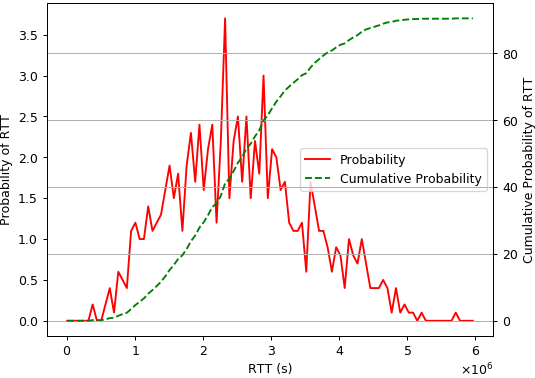 Probability of RTT
3.5
3.0
2.5
2.0
1.5
1.0
0.5
0.0
Probability
Cumulative Probability
80
60
40
20
0
Cumulative Probability of RTT
0 1 2 3 4 5 6
RTT (s)
×10⁶